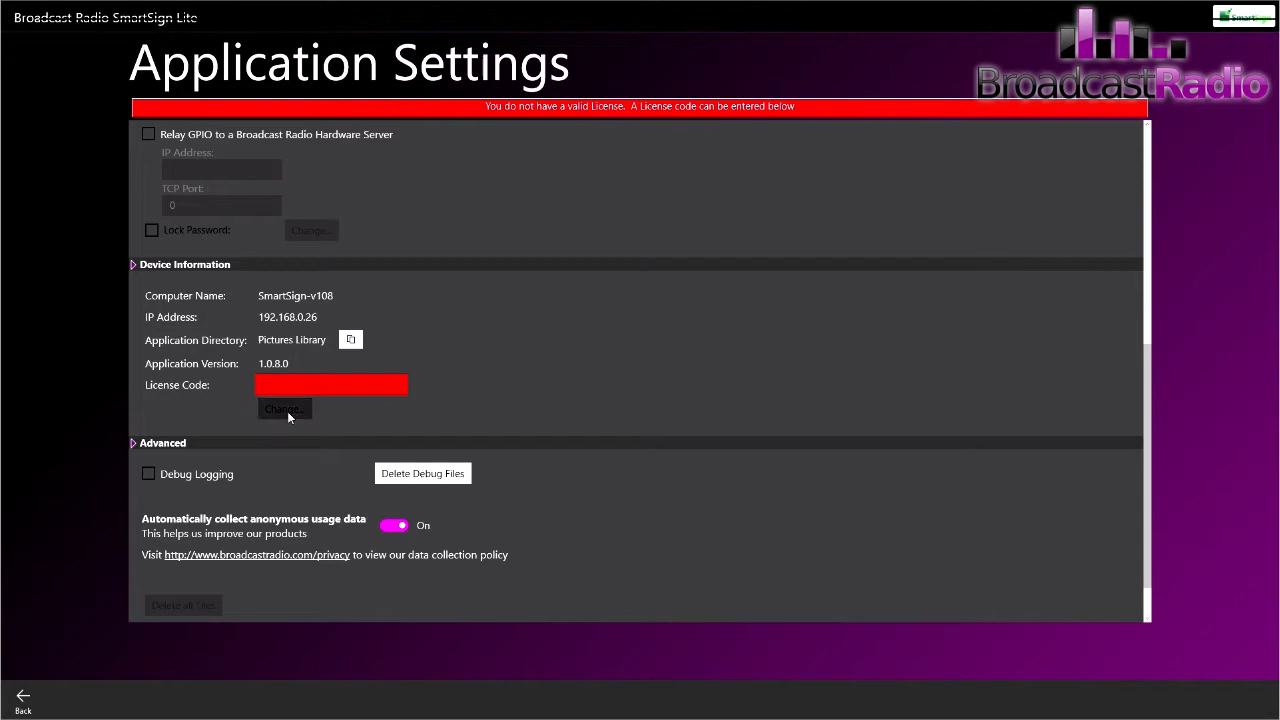 Broadcast Radio SmartSign Lite
SmartSign
Application Settings
BroadcastRadio
You do not have a valid License. A License code can be entered below
Relay GPIO to a Broadcast Radio Hardware Server
IP Address:
TCP Port:
0
Lock Password:
Change...
Device Information
Computer Name: SmartSign-v108
IP Address: 192.168.0.26
Application Directory: Pictures Library
Application Version: 1.0.8.0
License Code:
Change...
Advanced
Debug Logging
Delete Debug Files
Automatically collect anonymous usage data
On
This helps us improve our products
Visit http://www.broadcastradio.com/privacy to view our data collection policy
Delete all Files
Back